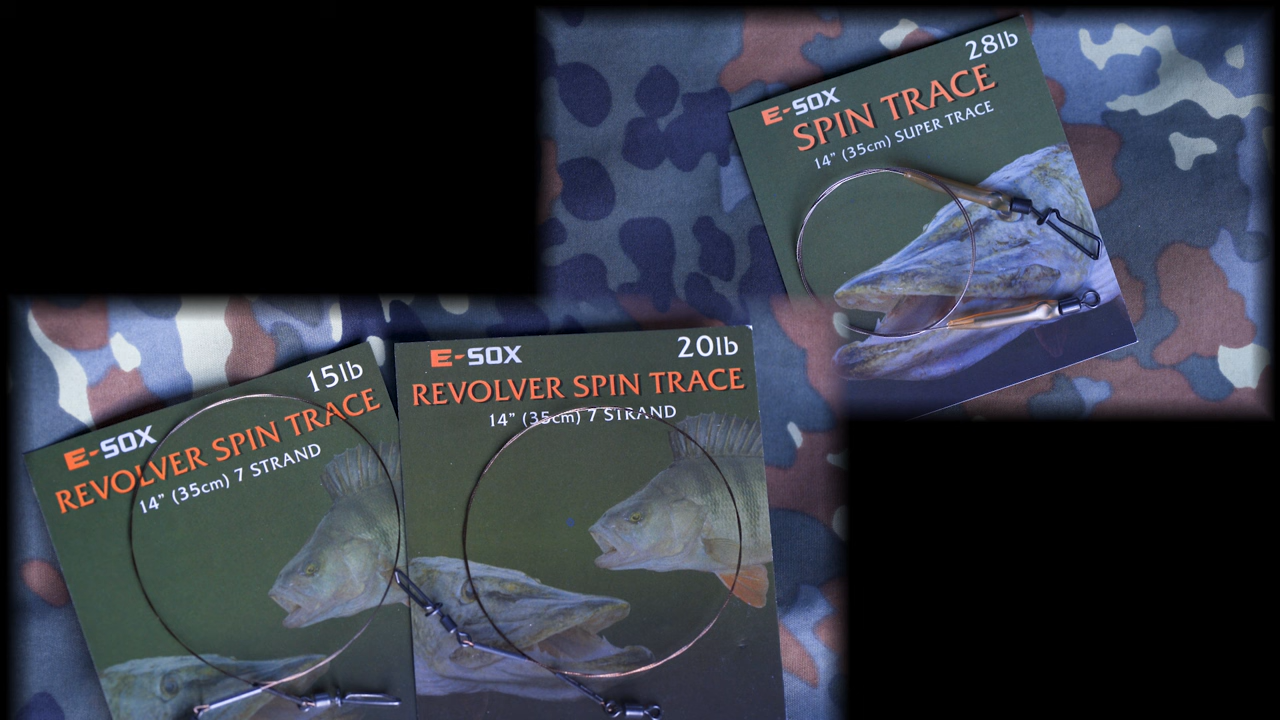 28lb
E-SOX
SPIN TRACE
14" (35cm) SUPER TRACE
15lb
E-SOX
REVOLVER SPIN TRACE
14" (35cm) 7 STRAND
20lb
E-SOX
REVOLVER SPIN TRACE
14" (35cm) 7 STRAND